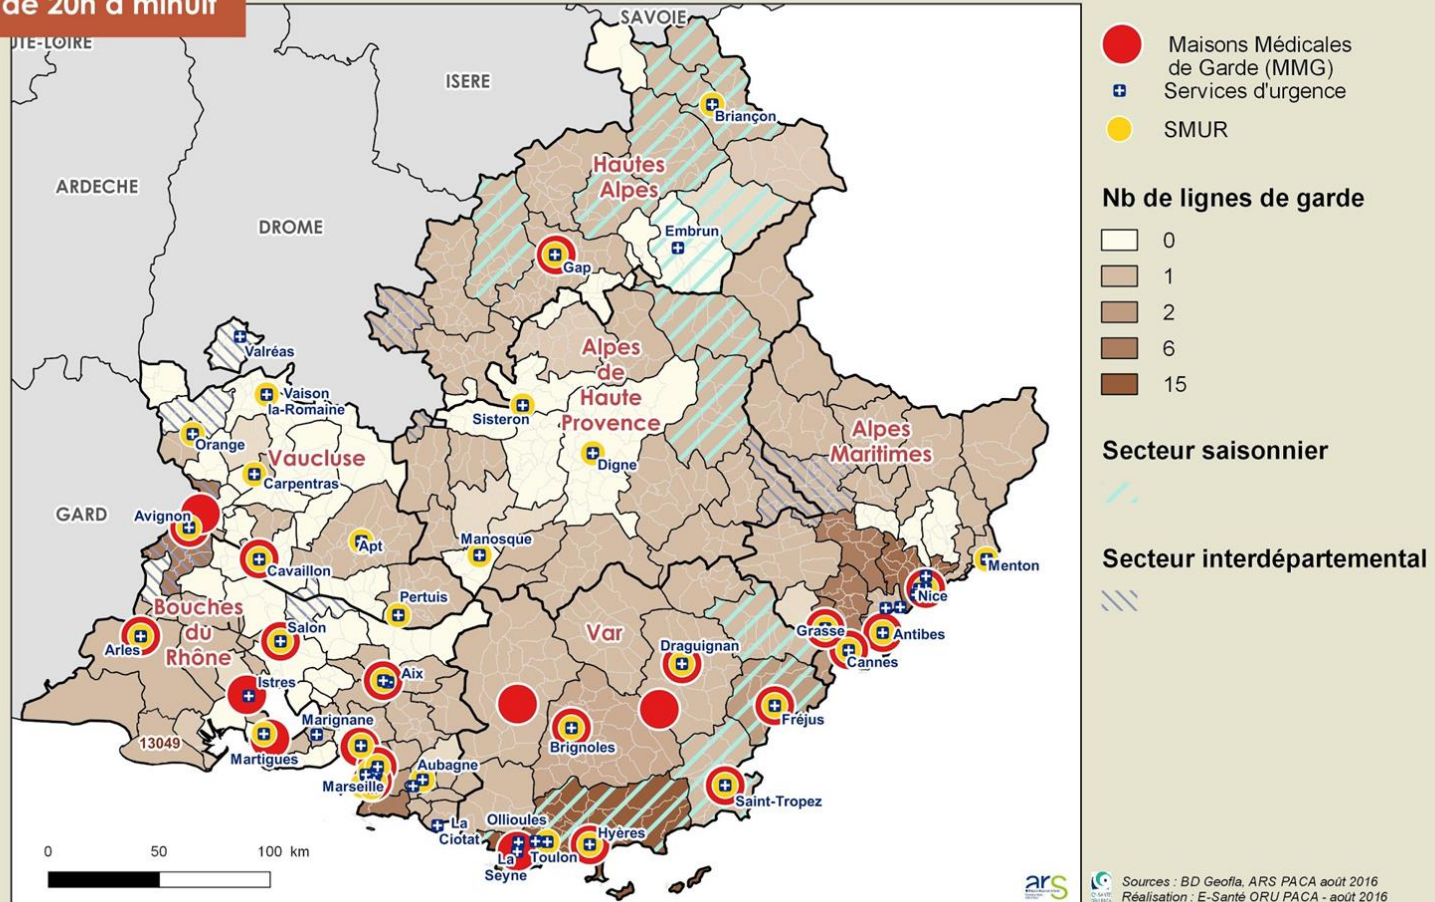 de 20h à minuit
SAVOIE
UTE-LOIRE
ISERE
ARDECHE
DROME
GARD
Hautes
Alpes
Briançon
Embrun
Gap
Alpes
de
Haute
Provence
Sisteron
Digne
Manosque
Alpes
Maritimes
Menton
Nice
Antibes
Grasse
Cannes
Valréas
Vaison
la-Romaine
Orange
Vaucluse
Carpentras
Avignon
Apt
Cavaillon
Pertuis
Bouches
du
Rhône
Arles
Salon
Istres
Aix
Marignane
13049
Martigues
Marseille
Aubagne
La
Ciotat
Var
Draguignan
Brignoles
Fréjus
Saint-Tropez
Ollioules
Hyères
La
Seyne
Toulon
0 50 100 km
Maisons Médicales
de Garde (MMG)
Services d'urgence
SMUR
Nb de lignes de garde
0
1
2
6
15
Secteur saisonnier
Secteur interdépartemental
ars
Sources : BD Geofla, ARS PACA août 2016
Réalisation : E-Santé ORU PACA - août 2016